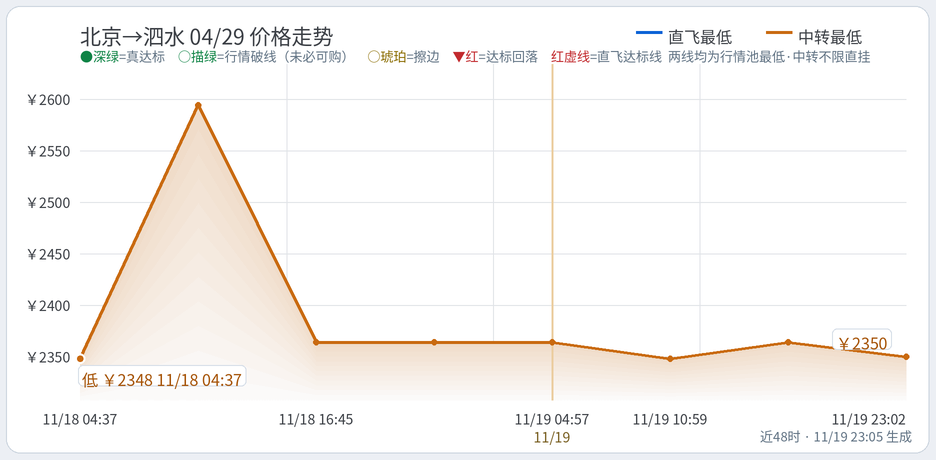 北京→泗水 04/29 价格走势
直飞最低 中转最低
●深绿=真达标 ○描绿=行情破线（未必可购） ○琥珀=擦边 ▼红=达标回落 红虚线=直飞达标线 两线均为行情池最低·中转不限直挂
￥2600
￥2550
￥2500
￥2450
￥2400
￥2350
￥2350
低 ￥2348 11/18 04:37
11/18 04:37 11/18 16:45 11/19 04:57 11/19 10:59 11/19 23:02
11/19
近48时 · 11/19 23:05 生成